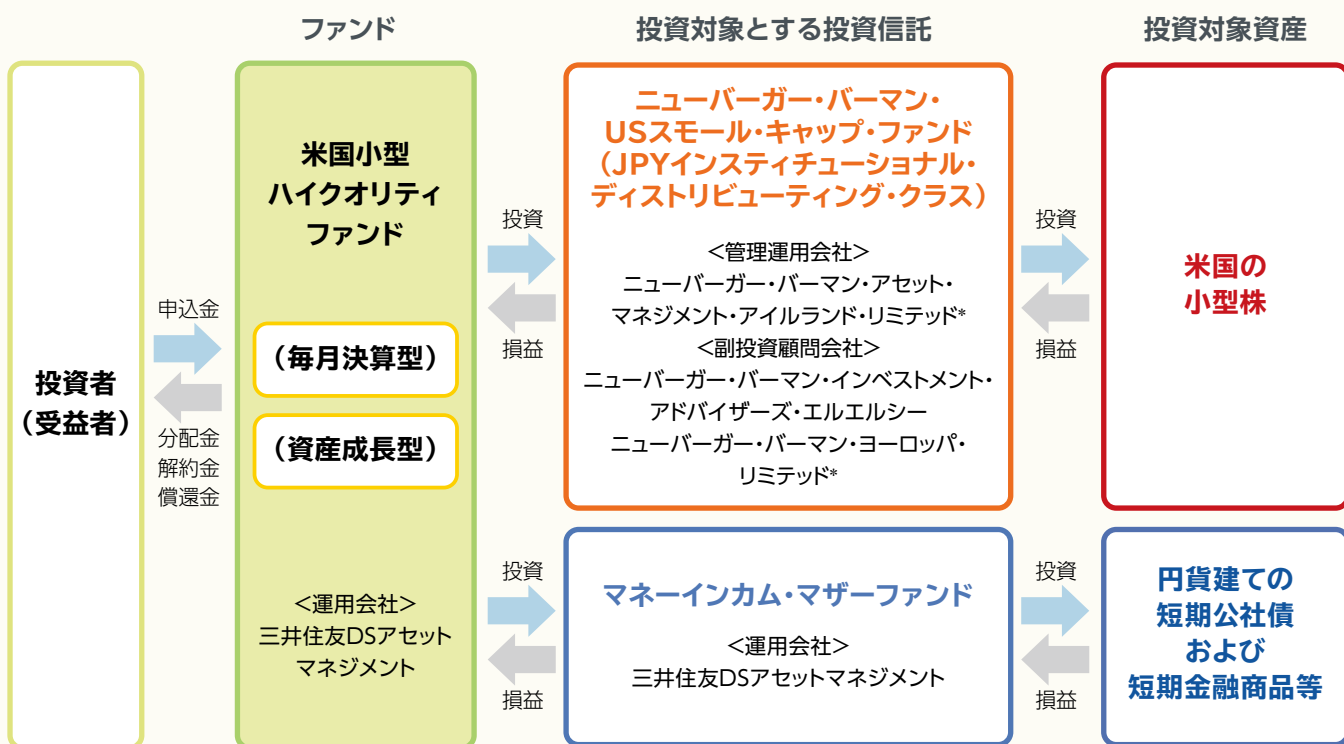 ファンド
投資対象とする投資信託
投資対象資産
投資者
（受益者）
申込金
分配金
解約金
償還金
米国小型
ハイクオリティ
ファンド
（毎月決算型）
（資産成長型）
＜運用会社＞
三井住友DSアセット
マネジメント
投資
損益
ニューバーガー・バーマン・
USスモール・キャップ・ファンド
（JPYインスティチューショナル・
ディストリビューティング・クラス）
＜管理運用会社＞
ニューバーガー・バーマン・アセット・
マネジメント・アイルランド・リミテッド*
＜副投資顧問会社＞
ニューバーガー・バーマン・インベストメント・
アドバイザーズ・エルエルシー
ニューバーガー・バーマン・ヨーロッパ・
リミテッド*
投資
損益
米国の
小型株
投資
損益
マネーインカム・マザーファンド
＜運用会社＞
三井住友DSアセットマネジメント
投資
損益
円貨建ての
短期公社債
および
短期金融商品等